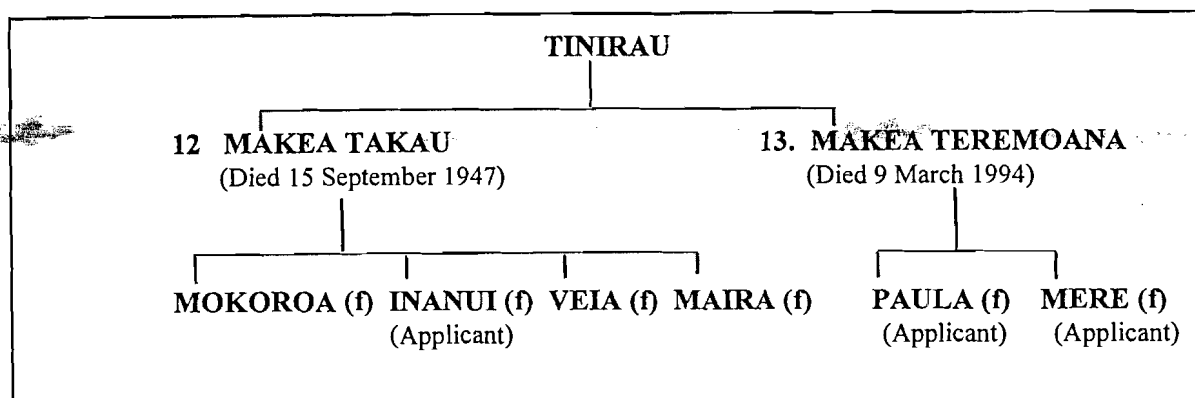 TINIRAU
12 MAKEA TAKAU 13. MAKEA TEREMOANA
(Died 15 September 1947) (Died 9 March 1994)
MOKOROA (f) INANUI (f) VEIA (f) MAIRA (f) PAULA (f) MERE (f)
(Applicant) (Applicant) (Applicant)